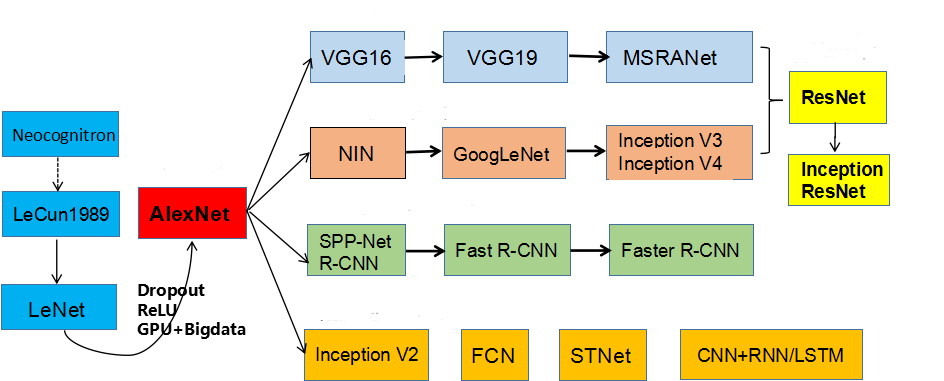 Neocognitron
LeCun1989
LeNet
AlexNet
Dropout
ReLU
GPU+Bigdata
VGG16
VGG19
MSRANet
NIN
GoogLeNet
Inception V3
Inception V4
ResNet
Inception
ResNet
SPP-Net
R-CNN
Fast R-CNN
Faster R-CNN
Inception V2
FCN
STNet
CNN+RNN/LSTM